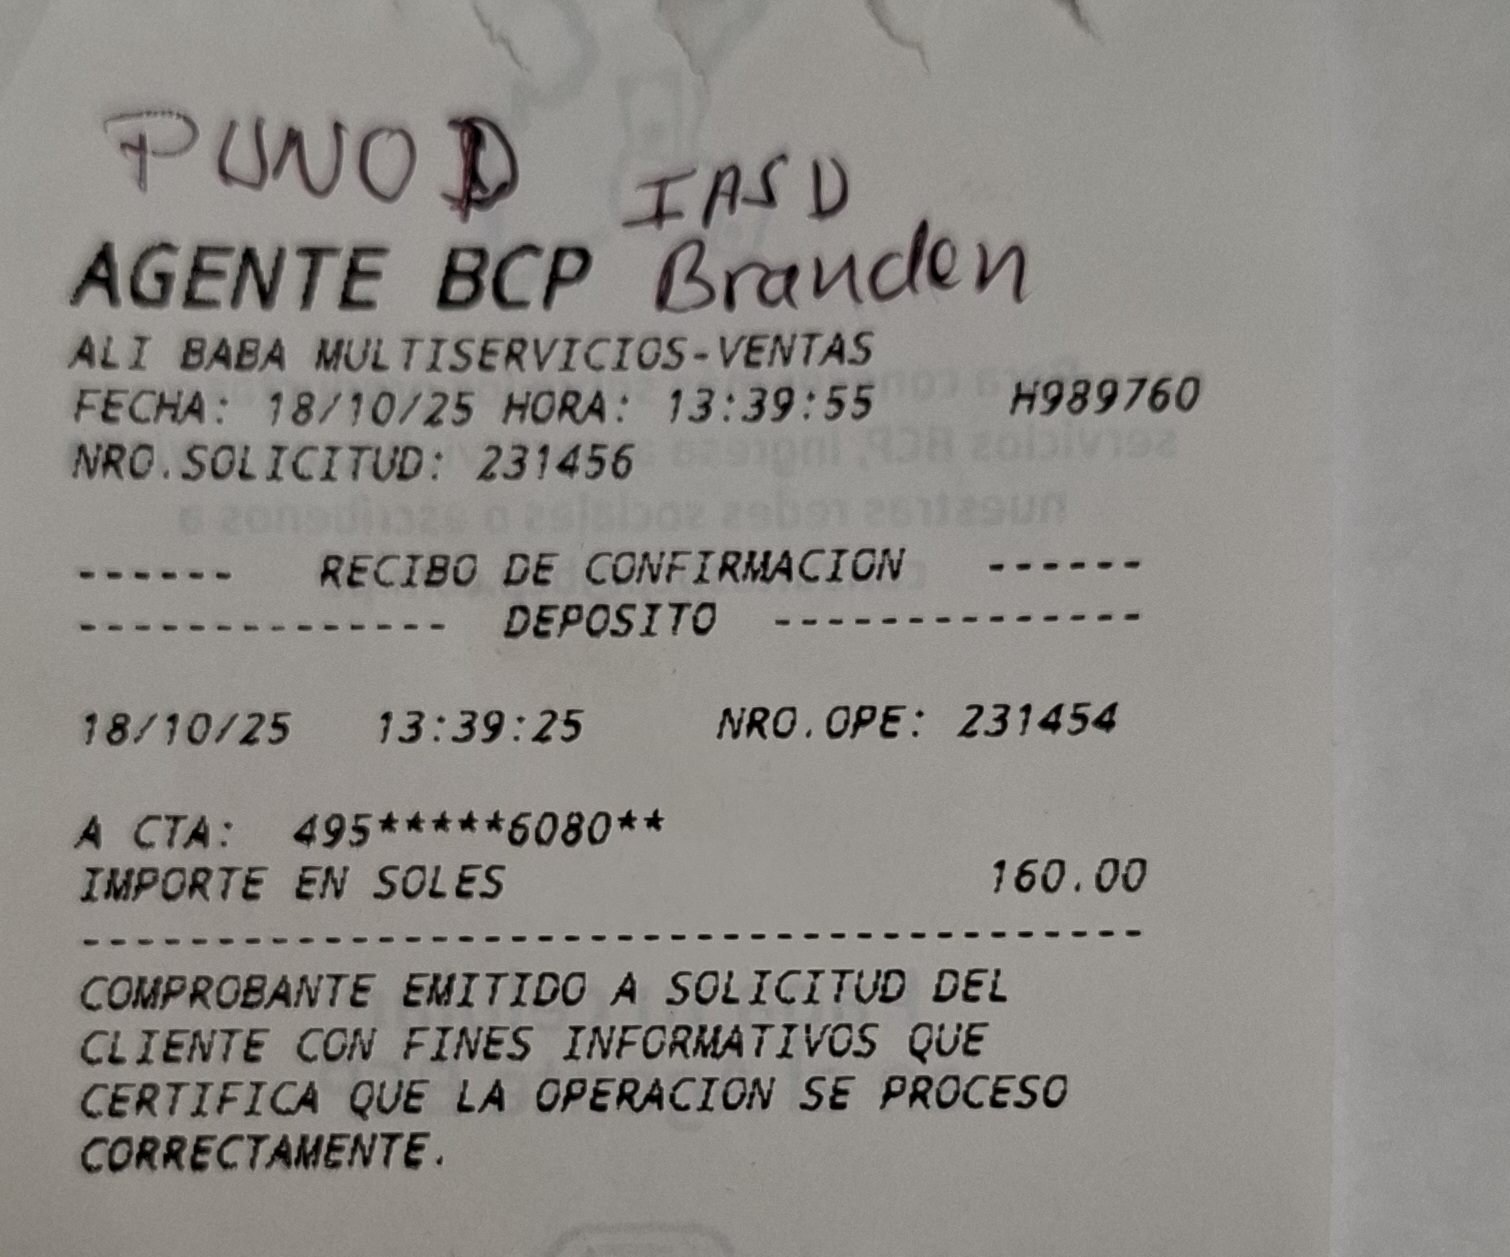 PUNO D IASD
AGENTE BCP Branden
ALI BABA MULTISERVICIOS-VENTAS
FECHA: 18/10/25 HORA: 13:39:55 H989760
NRO.SOLICITUD: 231456
------ RECIBO DE CONFIRMACION ------
-------------- DEPOSITO --------------
18/10/25 13:39:25 NRO.OPE: 231454
A CTA: 495*****6080**
IMPORTE EN SOLES 160.00
----------------------------------------
COMPROBANTE EMITIDO A SOLICITUD DEL
CLIENTE CON FINES INFORMATIVOS QUE
CERTIFICA QUE LA OPERACION SE PROCESO
CORRECTAMENTE.